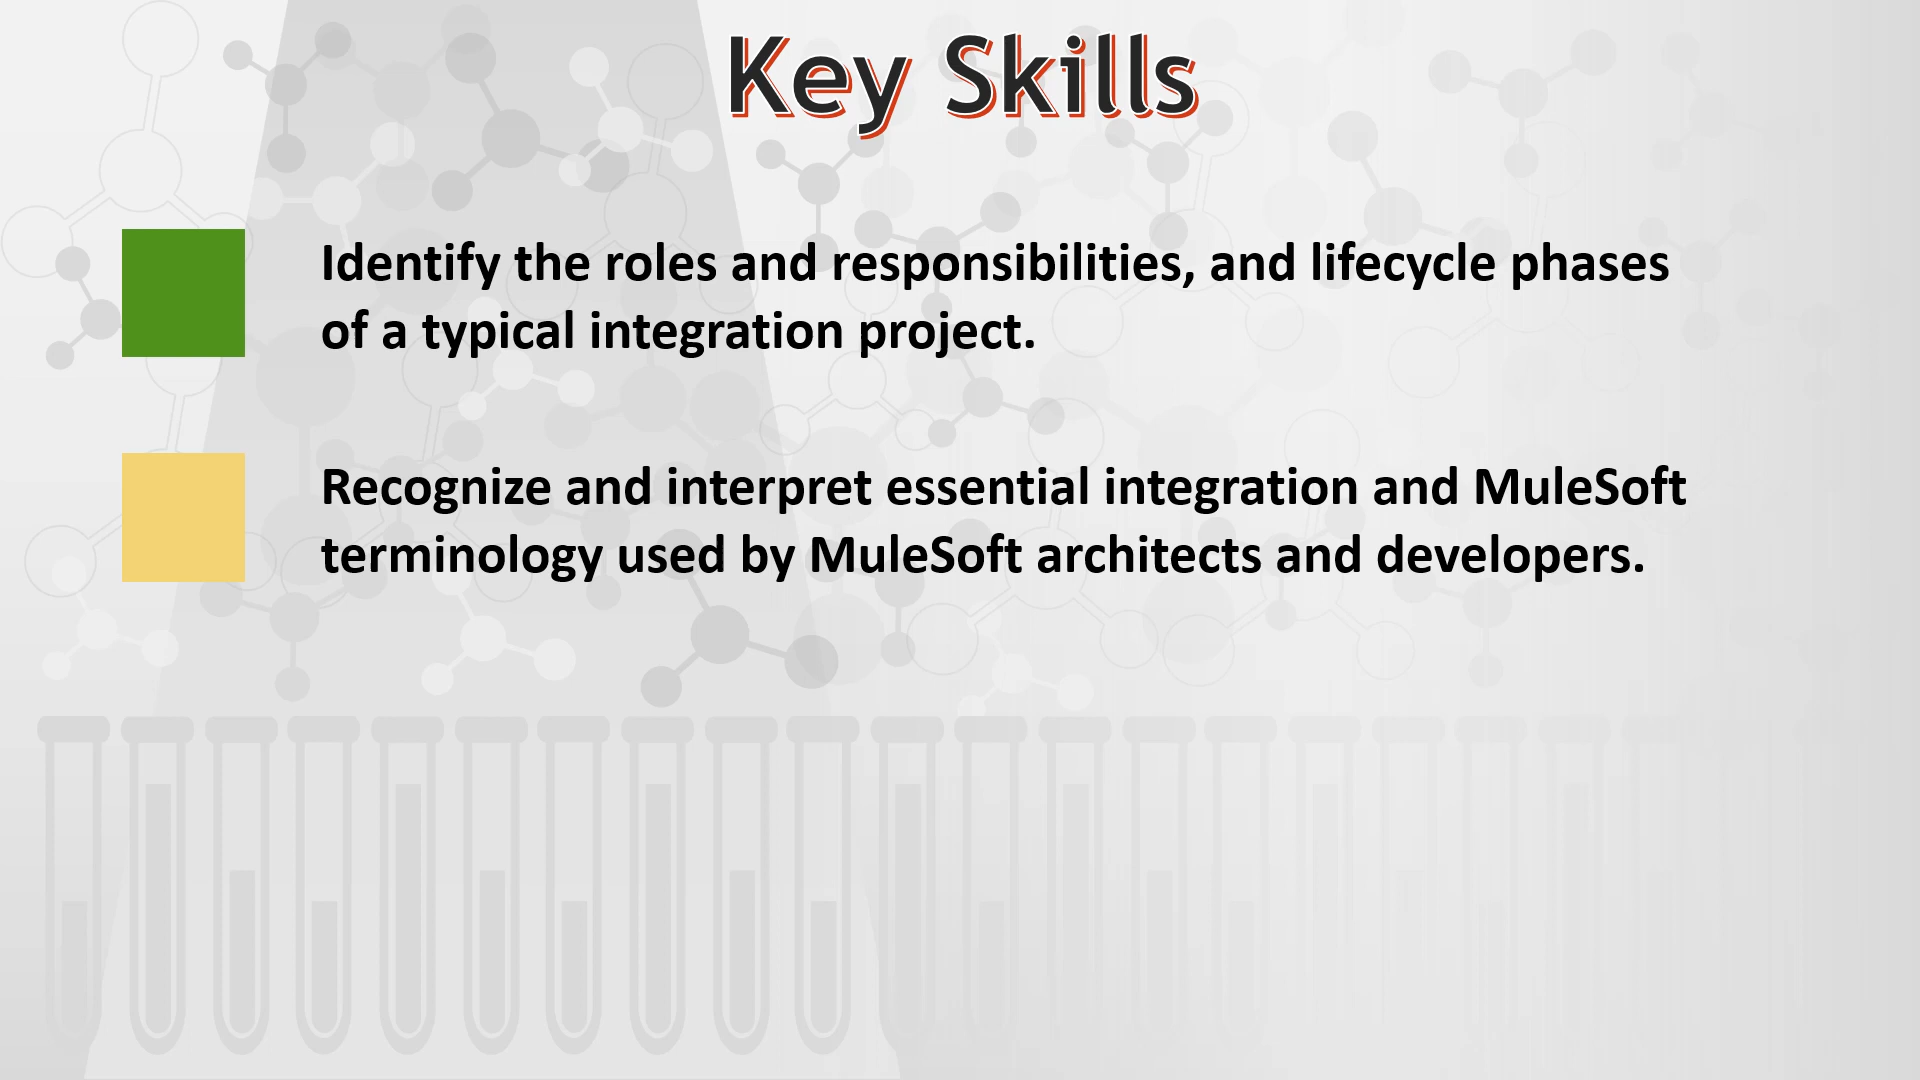 Key Skills
Identify the roles and responsibilities, and lifecycle phases
of a typical integration project.
Recognize and interpret essential integration and MuleSoft
terminology used by MuleSoft architects and developers.